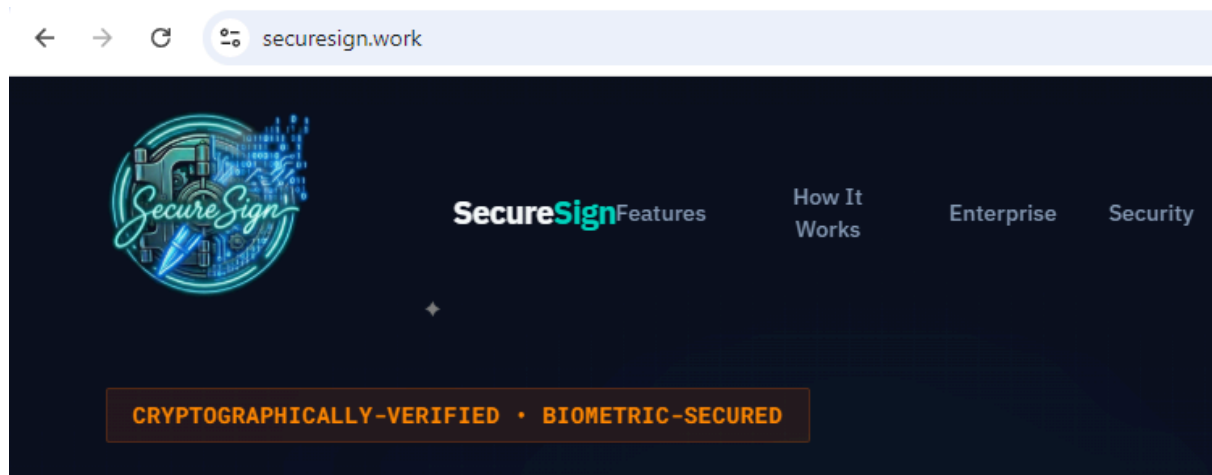 securesign.work
SecureSign
SecureSign
Features
How It
Works
Enterprise
Security
CRYPTOGRAPHICALLY-VERIFIED • BIOMETRIC-SECURED